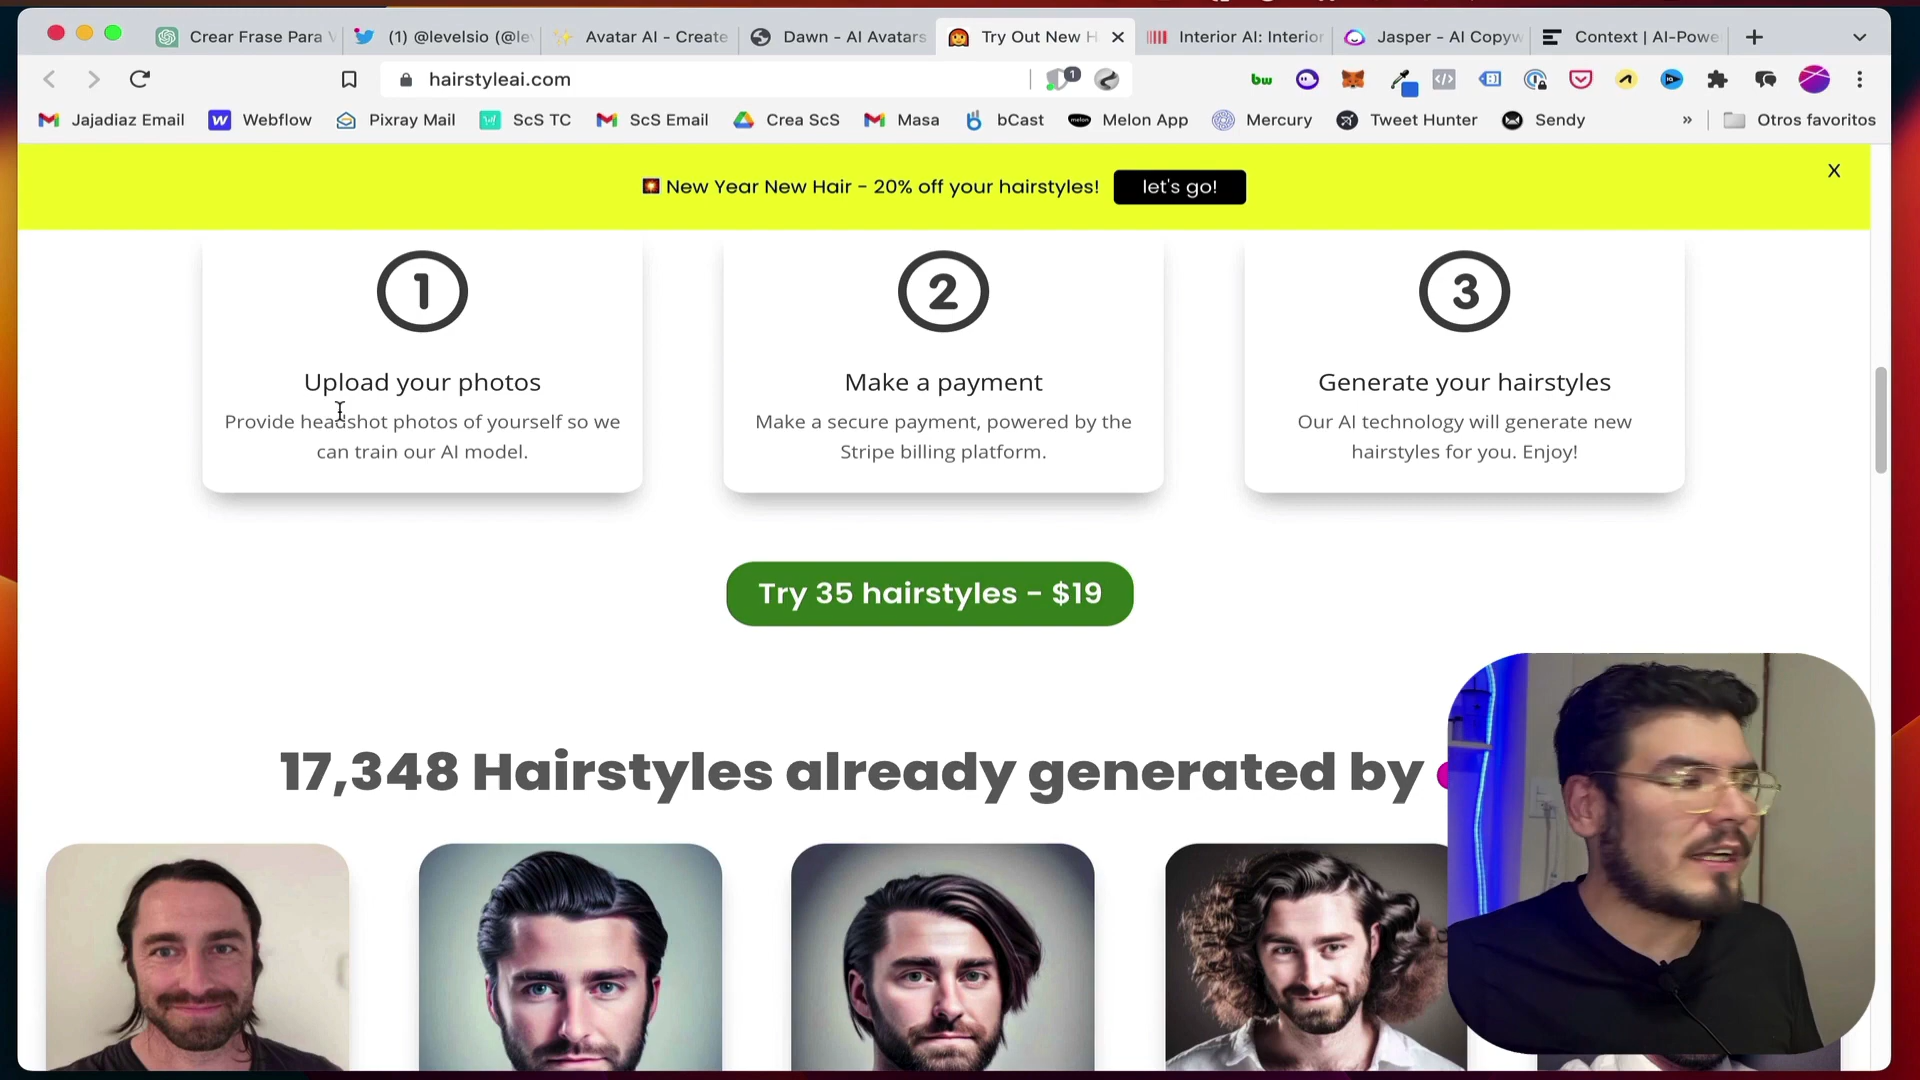 Crear Frase Para V
(1) @levelsio (@lev
Avatar AI - Create
Dawn - AI Avatars
Try Out New H
Interior AI: Interior
Jasper - AI Copyw
Context | AI-Powe
hairstyleai.com
1
bw
Jajadiaz Email
Webflow
Pixray Mail
ScS TC
ScS Email
Crea ScS
Masa
bCast
Melon App
Mercury
Tweet Hunter
Sendy
»
Otros favoritos
New Year New Hair - 20% off your hairstyles!
let's go!
X
1
Upload your photos
Provide headshot photos of yourself so we
can train our AI model.
2
Make a payment
Make a secure payment, powered by the
Stripe billing platform.
3
Generate your hairstyles
Our AI technology will generate new
hairstyles for you. Enjoy!
Try 35 hairstyles - $19
17,348 Hairstyles already generated by